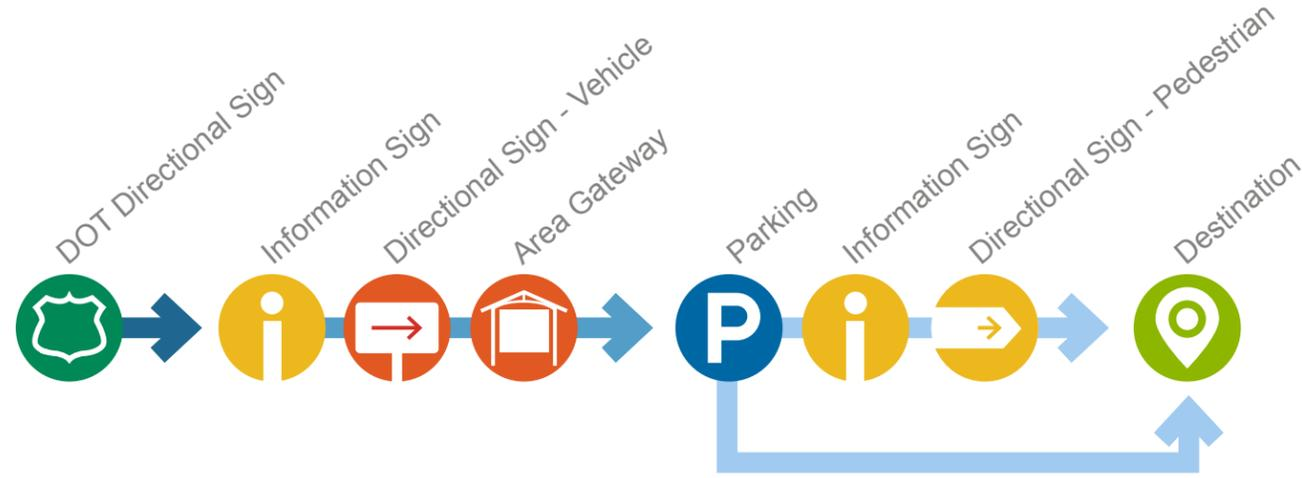 DOT Directional Sign
Information Sign
Directional Sign - Vehicle
Area Gateway
Parking
Information Sign
Directional Sign - Pedestrian
Destination
i
P
i